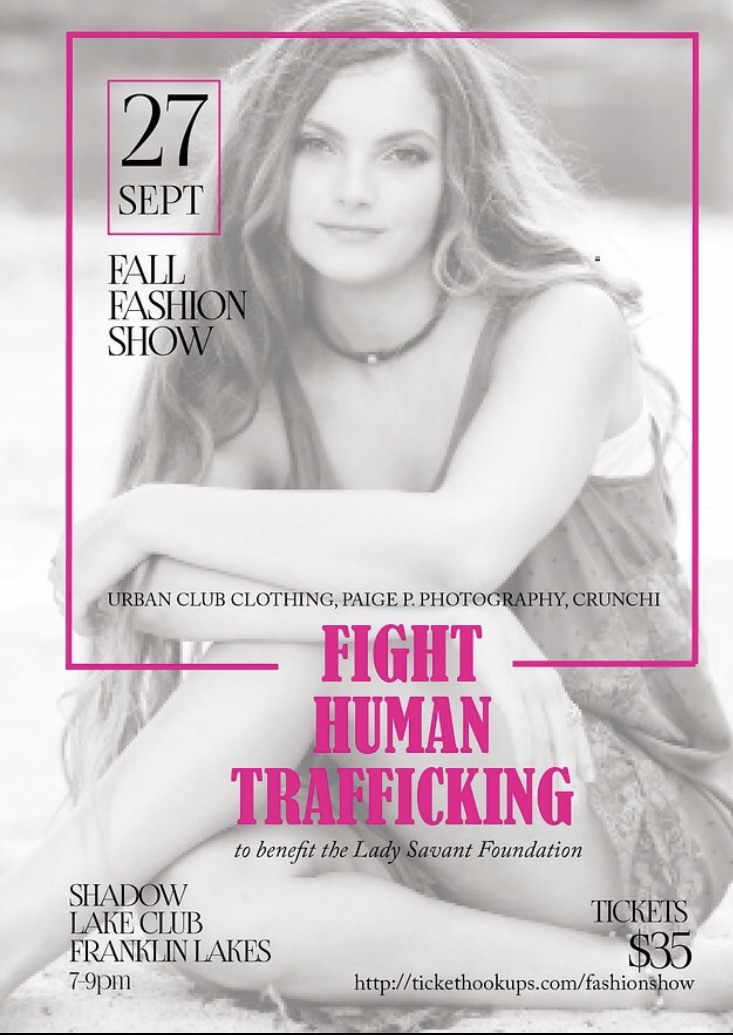 27
SEPT
FALL
FASHION
SHOW
URBAN CLUB CLOTHING, PAIGE P. PHOTOGRAPHY, CRUNCHI
FIGHT
HUMAN
TRAFFICKING
to benefit the Lady Savant Foundation
SHADOW
LAKE CLUB
FRANKLIN LAKES
7-9pm
TICKETS
$35
http://tickethookups.com/fashionshow